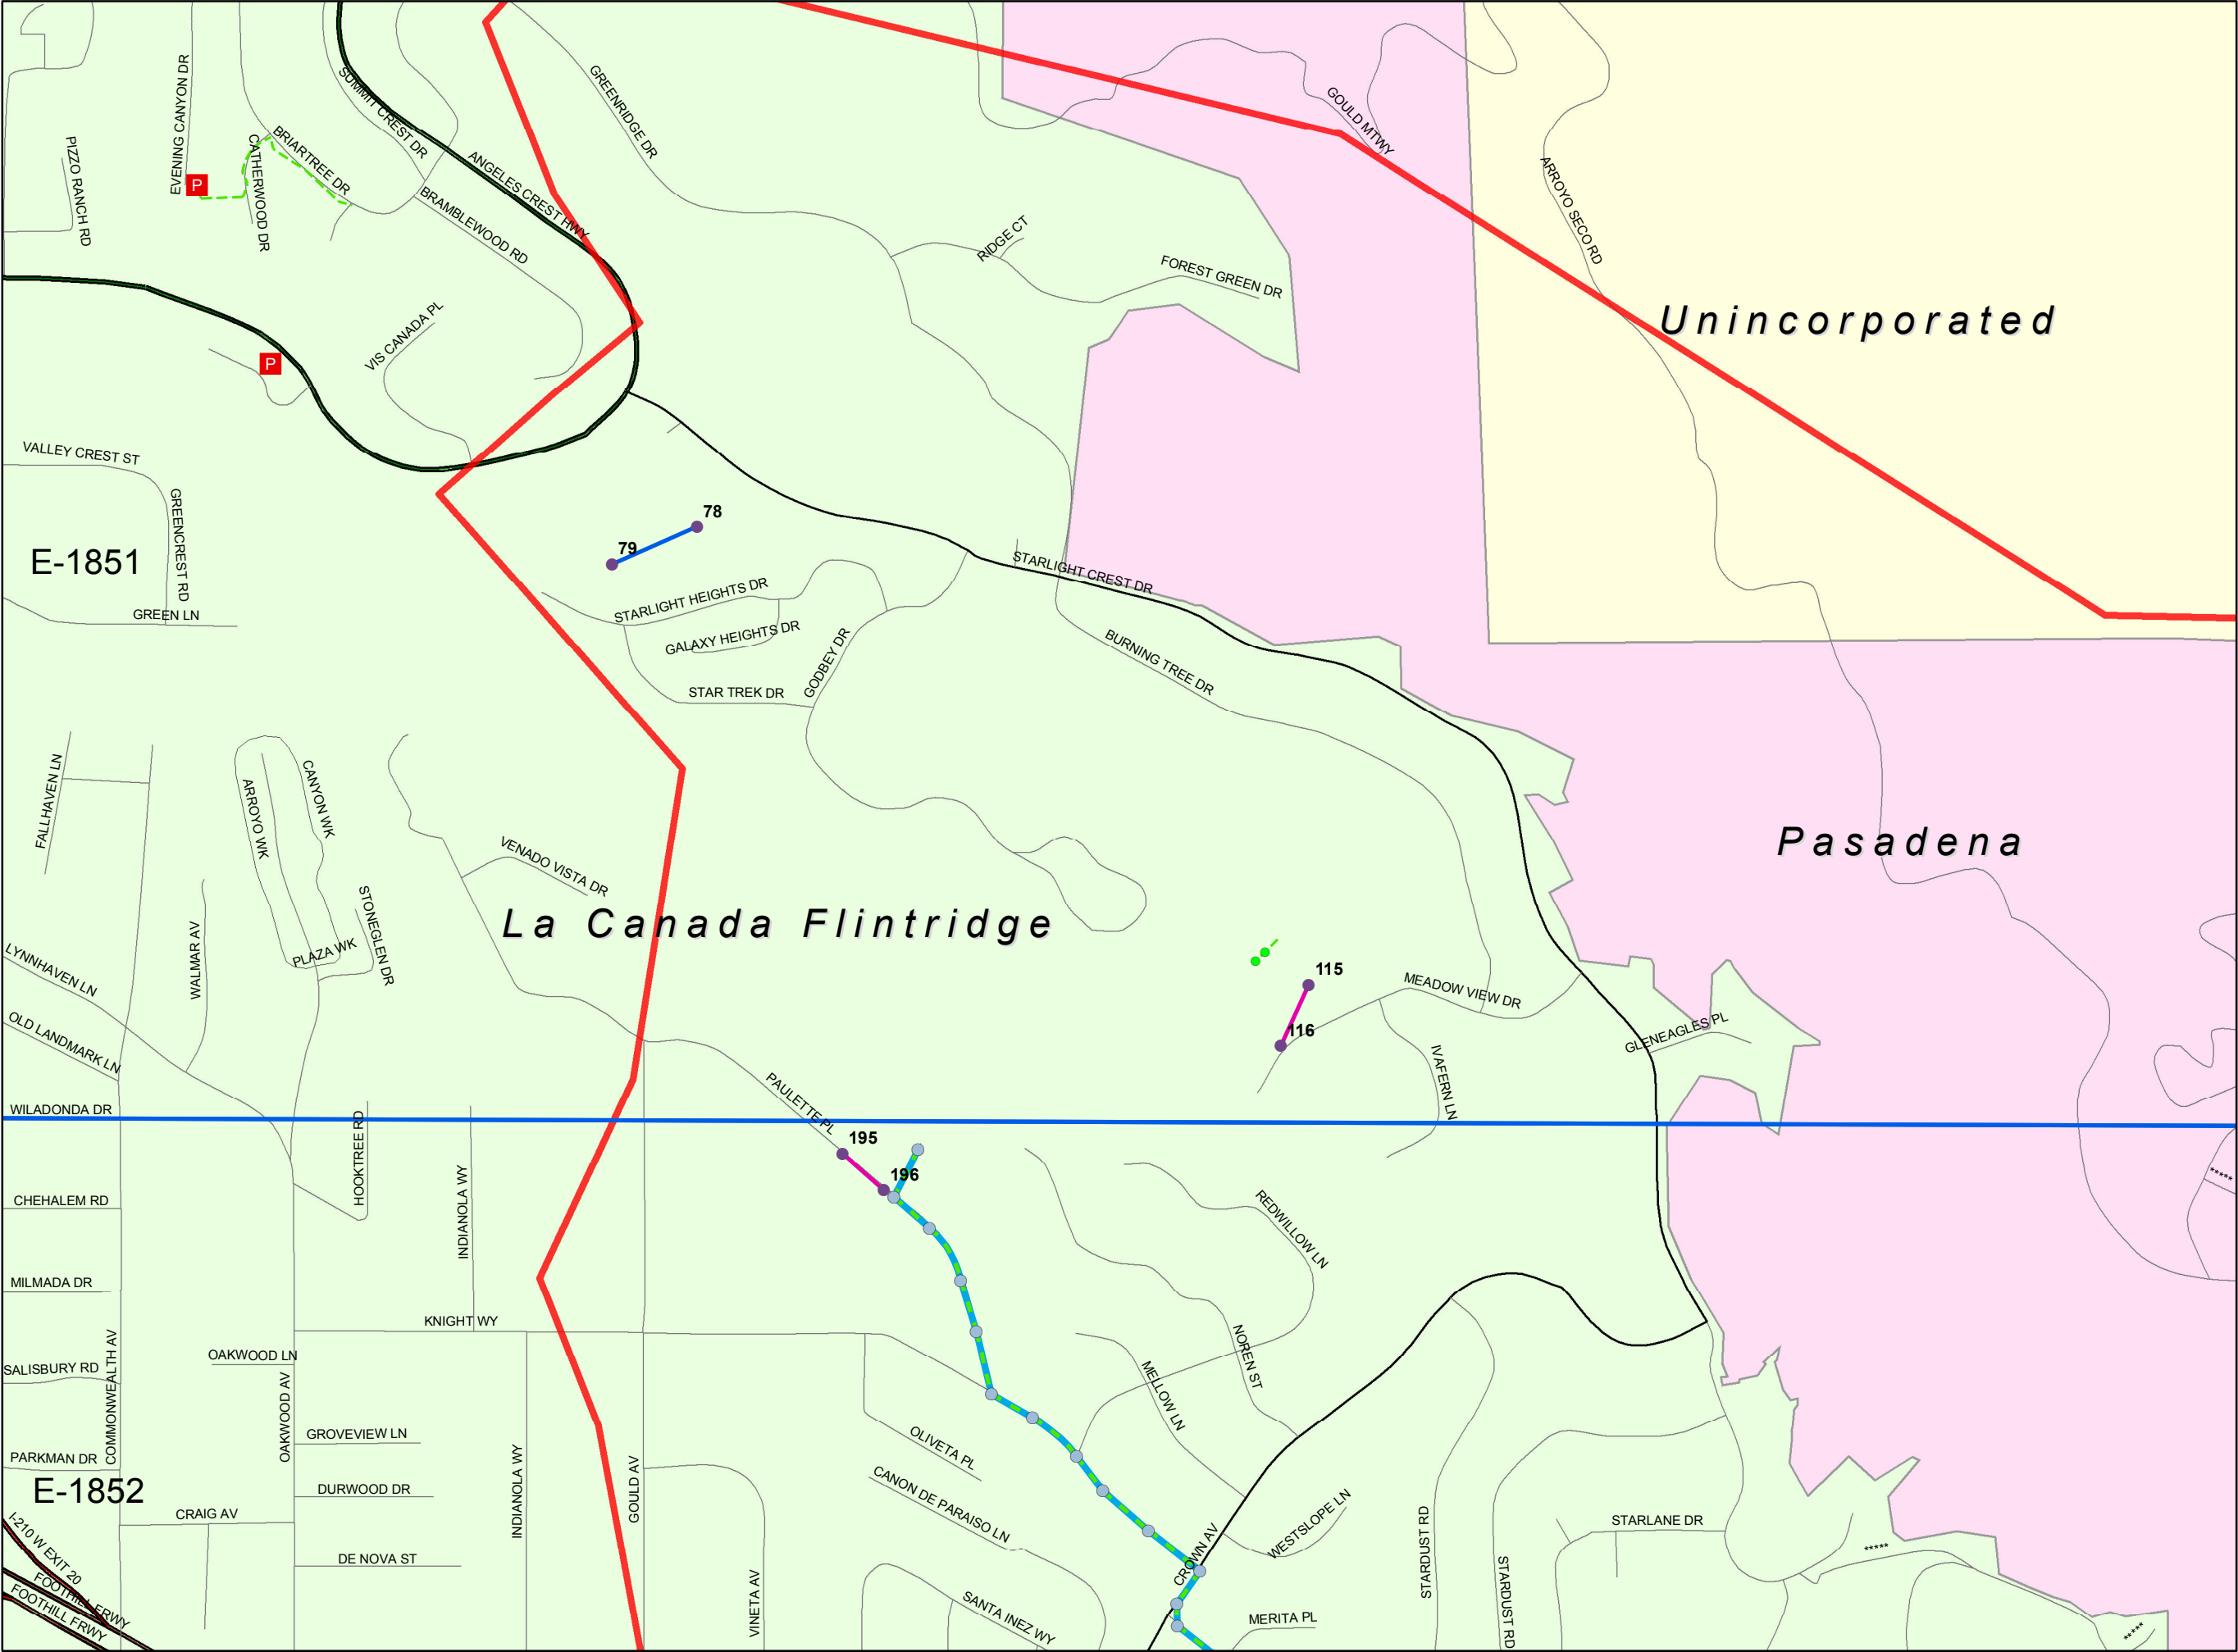 EVENING CANYON DR
SUMMIT CREST DR
GREENRIDGE DR
GOULD MTWY
PIZZO RANCH RD
CATHERWOOD DR
BRIARTREE DR
ANGELES CREST HWY
ARROYO SECO RD
P
BRAMBLEWOOD RD
RIDGE CT
FOREST GREEN DR
Unincorporated
VIS CANADA PL
P
VALLEY CREST ST
GREENCREST RD
78
79
E-1851
STARLIGHT CREST DR
STARLIGHT HEIGHTS DR
GREEN LN
GALAXY HEIGHTS DR
GODBEY DR
BURNING TREE DR
STAR TREK DR
FALLHAVEN LN
ARROYO WK
CANYON WK
VENADO VISTA DR
Pasadena
STONEGLEN DR
La Canada Flintridge
WALMAR AV
PLAZA WK
LYNNHAVEN LN
115
MEADOW VIEW DR
116
OLD LANDMARK LN
GLENEAGLES PL
IVAFERN LN
PAULETTE PL
WILADONDA DR
HOOKTREE RD
195
196
INDIANOLA WY
CHEHALEM RD
REDWILLOW LN
MILMADA DR
KNIGHT WY
NOREN ST
OAKWOOD LN
SALISBURY RD
COMMONWEALTH AV
OAKWOOD AV
MELLOW LN
GROVEVIEW LN
OLIVETA PL
PARKMAN DR
E-1852
DURWOOD DR
INDIANOLA WY
GOULD AV
CANON DE PARAISO LN
CRAIG AV
WESTSLOPE LN
STARDUST RD
STARLANE DR
I-210 W EXIT 20
DE NOVA ST
CROWN AV
STARDUST RD
*****
*****
FOOTHILL FRWY
FOOTHILL FRWY
VINETA AV
SANTA INEZ WY
MERITA PL
*****